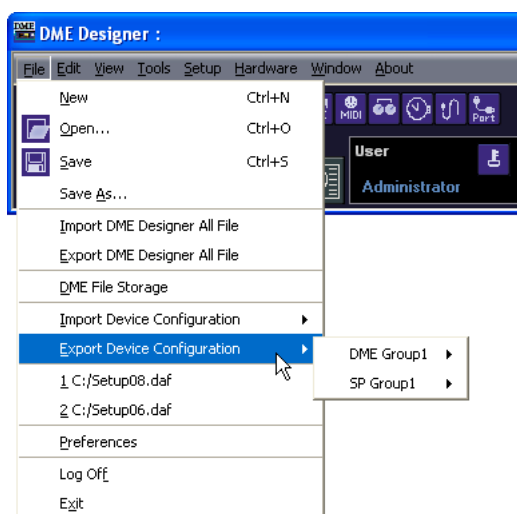 DME DME Designer :
File Edit View Tools Setup Hardware Window About
New Ctrl+N
MIDI Port
Open... Ctrl+O
User
Save Ctrl+S
Administrator
Save As...
Import DME Designer All File
Export DME Designer All File
DME File Storage
Import Device Configuration
Export Device Configuration
DME Group1
1 C:/Setup08.daf
SP Group1
2 C:/Setup06.daf
Preferences
Log Off
Exit